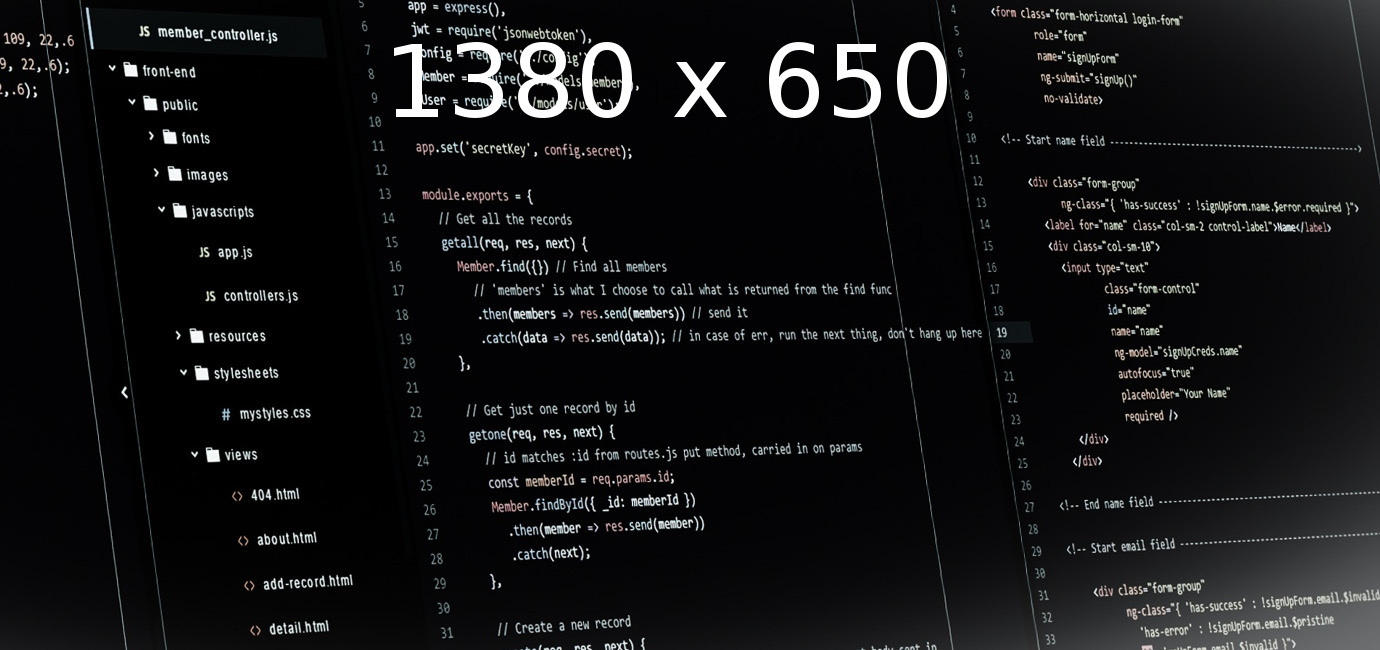 1380 x 650
109, 22,.6
9, 22,.6);
2,.6);
JS member_controller.js
front-end
public
fonts
images
javascripts
JS app.js
JS controllers.js
resources
stylesheets
# mystyles.css
views
<> 404.html
<> about.html
<> add-record.html
<> detail.html
5 app = express(),
6 jwt = require('jsonwebtoken'),
7 config = require('./config'),
8
9 User = require('
10
11 app.set('secretKey', config.secret);
12
13 module.exports = {
14 // Get all the records
15 getall(req, res, next) {
16 Member.find({}) // Find all members
17 // 'members' is what I choose to call what is returned from the find func
18 .then(members => res.send(members)) // send it
19 .catch(data => res.send(data)); // in case of err, run the next thing, don't hang up here
20 },
21
22 // Get just one record by id
23 getone(req, res, next) {
24 // id matches :id from routes.js put method, carried in on params
25 const memberId = req.params.id;
26 Member.findById({ _id: memberId })
27 .then(member => res.send(member))
28 .catch(next);
29 },
30
31 // Create a new record
(req, res, next) {
body sent in
4 <form class="form-horizontal login-form"
5 role="form"
6 name="signUpForm"
7 ng-submit="signUp()"
8 no-validate>
9
10 <!-- Start name field -->
11
12 <div class="form-group"
13 ng-class="{ 'has-success' : !signUpForm.name.$error.required }">
14 <label for="name" class="col-sm-2 control-label">Name</label>
15 <div class="col-sm-10">
16 <input type="text"
17 class="form-control"
18 id="name"
19 name="name"
20 ng-model="signUpCreds.name"
21 autofocus="true"
22 placeholder="Your Name"
23 required />
24 </div>
25 </div>
26
27 <!-- End name field
28
29 <!-- Start email field
30
31 <div class="form-group"
32 ng-class="{ 'has-success' : !signUpForm.email.$invalid
33 'has-error' : !signUpForm.email.$pristine
signUpForm.email.$invalid }">